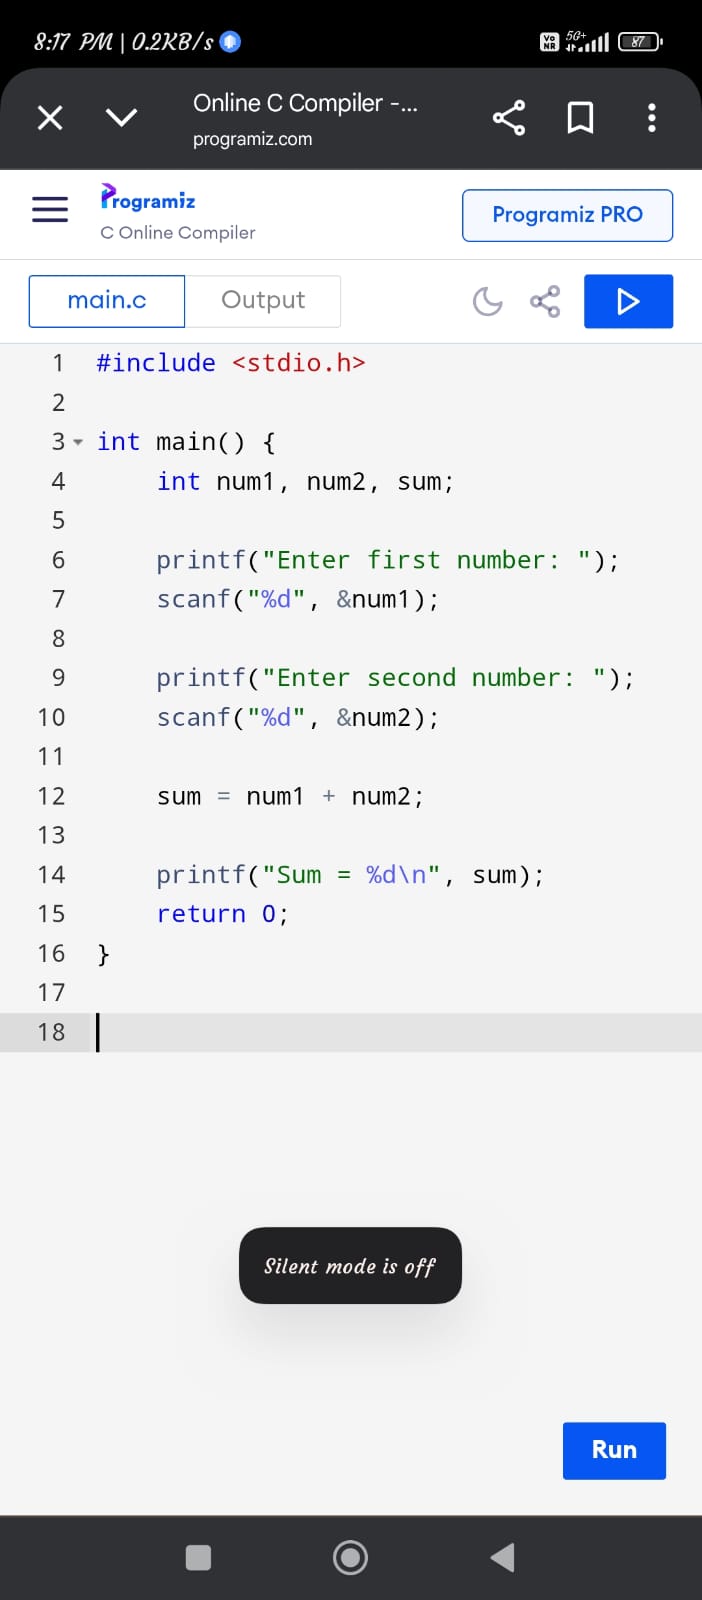 8:17 PM | 0.2KB/s
Vo NR 5G+ 87
Online C Compiler -...
programiz.com
Programiz
C Online Compiler
Programiz PRO
main.c Output
1 #include <stdio.h>
2
3 int main() {
4     int num1, num2, sum;
5
6     printf("Enter first number: ");
7     scanf("%d", &num1);
8
9     printf("Enter second number: ");
10     scanf("%d", &num2);
11
12     sum = num1 + num2;
13
14     printf("Sum = %d\n", sum);
15     return 0;
16 }
17
18
Silent mode is off
Run